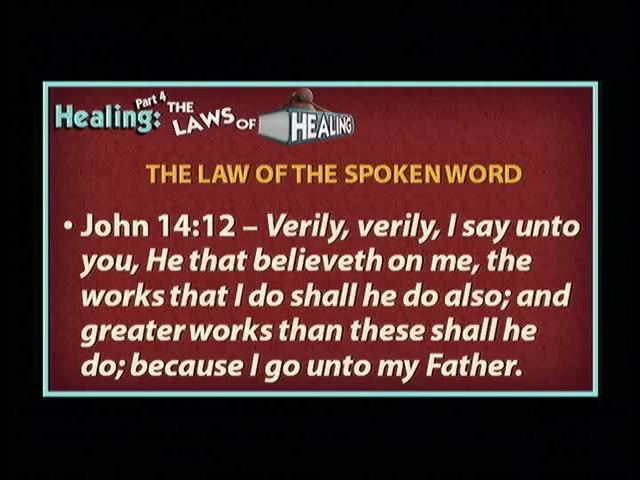 Healing: Part 4 THE LAWS OF HEALING
THE LAW OF THE SPOKEN WORD
• John 14:12 – Verily, verily, I say unto
you, He that believeth on me, the
works that I do shall he do also; and
greater works than these shall he
do; because I go unto my Father.